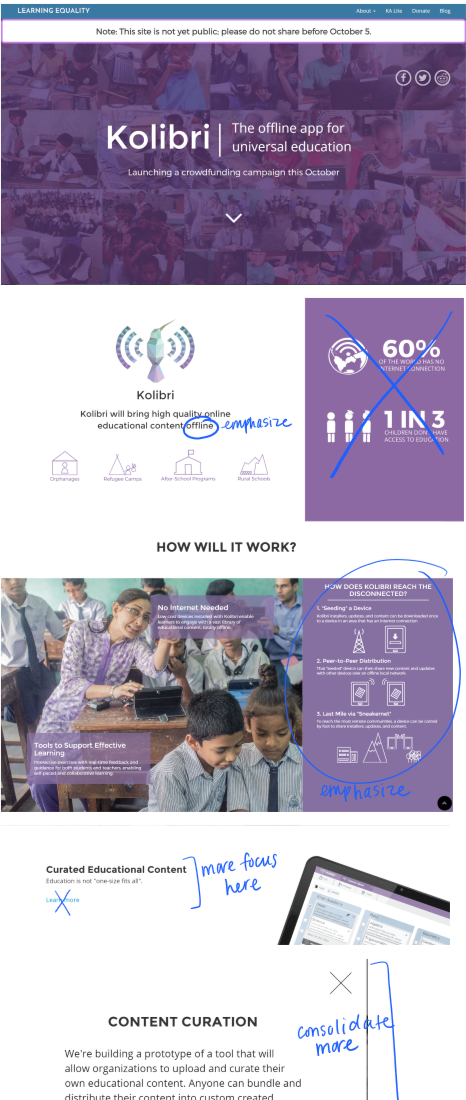 LEARNING EQUALITY
About KA Lite Donate Blog
Note: This site is not yet public; please do not share before October 5.
Kolibri | The offline app for
universal education
Launching a crowdfunding campaign this October
Kolibri
Kolibri will bring high quality online
educational content offline
emphasize
Orphanages Refugee Camps After-School Programs Rural Schools
60%
OF THE WORLD HAS NO
INTERNET CONNECTION
1 IN 3
CHILDREN DON'T HAVE
ACCESS TO EDUCATION
HOW WILL IT WORK?
No Internet Needed
Low-cost devices installed with Kolibri enable
learners to engage with a vast library of
educational content, totally offline.
Tools to Support Effective
Learning
Interactive exercises with real-time feedback and
guidance for both students and teachers, enabling
self-paced and collaborative learning.
HOW DOES KOLIBRI REACH THE
DISCONNECTED?
1. "Seeding" a Device
Kolibri installers, updates, and content can be downloaded once
to a device in an area that has an internet connection
2. Peer-to-Peer Distribution
That "seeded" device can then share new content and updates
with other devices over an offline local network.
3. Last Mile via "Sneakernet"
To reach the most remote communities, a device can be carried
by foot to share installers, updates, and content.
emphasize
Curated Educational Content
Education is not "one-size fits all".
Learn more
more focus
here
consolidate
more
CONTENT CURATION
We're building a prototype of a tool that will
allow organizations to upload and curate their
own educational content. Anyone can bundle and
distribute their content into custom created